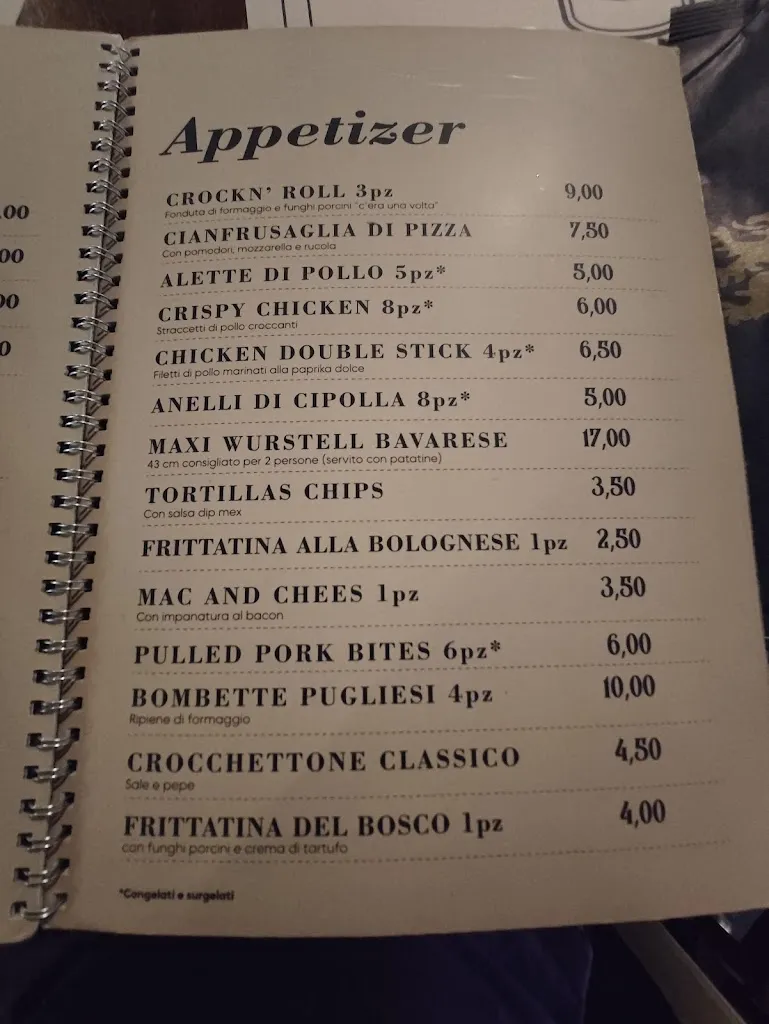 Appetizer
CROCKN' ROLL 3pz 9,00
Fonduta di formaggio e funghi porcini "c'era una volta"
CIANFRUSAGLIA DI PIZZA 7,50
Con pomodori, mozzarella e rucola
ALETTE DI POLLO 5pz* 5,00
CRISPY CHICKEN 8pz* 6,00
Straccetti di pollo croccanti
CHICKEN DOUBLE STICK 4pz* 6,50
Filetti di pollo marinati alla paprika dolce
ANELLI DI CIPOLLA 8pz* 5,00
MAXI WURSTELL BAVARESE 17,00
43 cm consigliato per 2 persone (servito con patatine)
TORTILLAS CHIPS 3,50
Con salsa dip mex
FRITTATINA ALLA BOLOGNESE 1pz 2,50
MAC AND CHEES 1pz 3,50
Con impanatura al bacon
PULLED PORK BITES 6pz* 6,00
BOMBETTE PUGLIESI 4pz 10,00
Ripiene di formaggio
CROCCHETTONE CLASSICO 4,50
Sale e pepe
FRITTATINA DEL BOSCO 1pz 4,00
con funghi porcini e crema di tartufo
*Congelati e surgelati